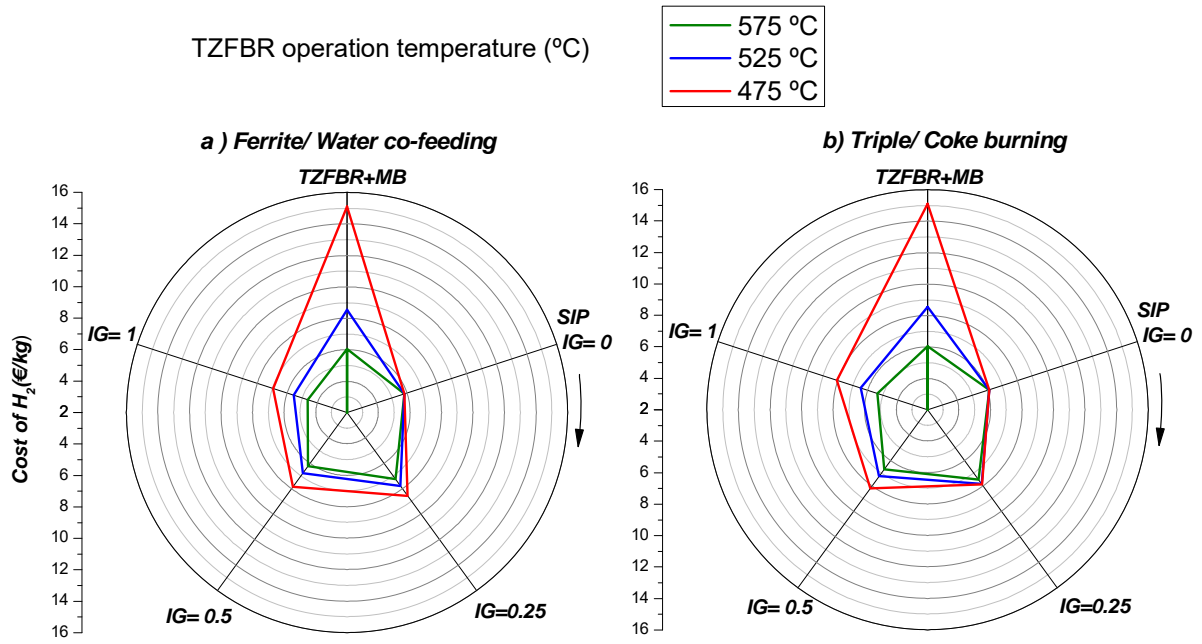 TZFBR operation temperature (ºC)
575 ºC
525 ºC
475 ºC
a ) Ferrite/ Water co-feeding
TZFBR+MB
SIP
IG= 0
IG=0.25
IG= 0.5
IG= 1
Cost of H2(€/kg)
16
14
12
10
8
6
4
2
4
6
8
10
12
14
16
b) Triple/ Coke burning
TZFBR+MB
SIP
IG= 0
IG=0.25
IG= 0.5
IG= 1
16
14
12
10
8
6
4
2
4
6
8
10
12
14
16